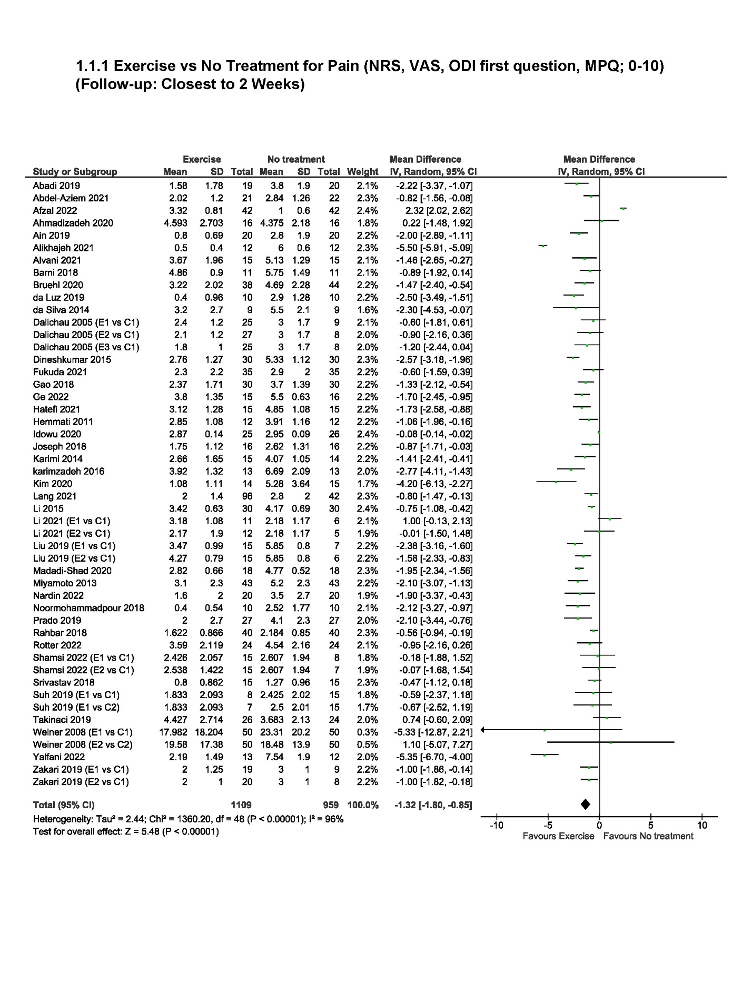 1.1.1 Exercise vs No Treatment for Pain (NRS, VAS, ODI first question, MPQ; 0-10)
(Follow-up: Closest to 2 Weeks)
Exercise No treatment Mean Difference Mean Difference
Study or Subgroup Mean SD Total Mean SD Total Weight IV, Random, 95% CI IV, Random, 95% CI
Abadi 2019 1.58 1.78 19 3.8 1.9 20 2.1% -2.22 [-3.37, -1.07]
Abdel-Aziem 2021 2.02 1.2 21 2.84 1.26 22 2.3% -0.82 [-1.56, -0.08]
Afzal 2022 3.32 0.81 42 1 0.6 42 2.4% 2.32 [2.02, 2.62]
Ahmadizadeh 2020 4.593 2.703 16 4.375 2.18 16 1.8% 0.22 [-1.48, 1.92]
Ain 2019 0.8 0.69 20 2.8 1.9 20 2.2% -2.00 [-2.89, -1.11]
Alikhajeh 2021 0.5 0.4 12 6 0.6 12 2.3% -5.50 [-5.91, -5.09]
Alvani 2021 3.67 1.96 15 5.13 1.29 15 2.1% -1.46 [-2.65, -0.27]
Barni 2018 4.86 0.9 11 5.75 1.49 11 2.1% -0.89 [-1.92, 0.14]
Bruehl 2020 3.22 2.02 38 4.69 2.28 44 2.2% -1.47 [-2.40, -0.54]
da Luz 2019 0.4 0.96 10 2.9 1.28 10 2.2% -2.50 [-3.49, -1.51]
da Silva 2014 3.2 2.7 9 5.5 2.1 9 1.6% -2.30 [-4.53, -0.07]
Dalichau 2005 (E1 vs C1) 2.4 1.2 25 3 1.7 9 2.1% -0.60 [-1.81, 0.61]
Dalichau 2005 (E2 vs C1) 2.1 1.2 27 3 1.7 8 2.0% -0.90 [-2.16, 0.36]
Dalichau 2005 (E3 vs C1) 1.8 1 25 3 1.7 8 2.0% -1.20 [-2.44, 0.04]
Dineshkumar 2015 2.76 1.27 30 5.33 1.12 30 2.3% -2.57 [-3.18, -1.96]
Fukuda 2021 2.3 2.2 35 2.9 2 35 2.2% -0.60 [-1.59, 0.39]
Gao 2018 2.37 1.71 30 3.7 1.39 30 2.2% -1.33 [-2.12, -0.54]
Ge 2022 3.8 1.35 15 5.5 0.63 16 2.2% -1.70 [-2.45, -0.95]
Hatefi 2021 3.12 1.28 15 4.85 1.08 15 2.2% -1.73 [-2.58, -0.88]
Hemmati 2011 2.85 1.08 12 3.91 1.16 12 2.2% -1.06 [-1.96, -0.16]
Idowu 2020 2.87 0.14 25 2.95 0.09 26 2.4% -0.08 [-0.14, -0.02]
Joseph 2018 1.75 1.12 16 2.62 1.31 16 2.2% -0.87 [-1.71, -0.03]
Karimi 2014 2.66 1.65 15 4.07 1.05 14 2.2% -1.41 [-2.41, -0.41]
karimzadeh 2016 3.92 1.32 13 6.69 2.09 13 2.0% -2.77 [-4.11, -1.43]
Kim 2020 1.08 1.11 14 5.28 3.64 15 1.7% -4.20 [-6.13, -2.27]
Lang 2021 2 1.4 96 2.8 2 42 2.3% -0.80 [-1.47, -0.13]
Li 2015 3.42 0.63 30 4.17 0.69 30 2.4% -0.75 [-1.08, -0.42]
Li 2021 (E1 vs C1) 3.18 1.08 11 2.18 1.17 6 2.1% 1.00 [-0.13, 2.13]
Li 2021 (E2 vs C1) 2.17 1.9 12 2.18 1.17 5 1.9% -0.01 [-1.50, 1.48]
Liu 2019 (E1 vs C1) 3.47 0.99 15 5.85 0.8 7 2.2% -2.38 [-3.16, -1.60]
Liu 2019 (E2 vs C1) 4.27 0.79 15 5.85 0.8 6 2.2% -1.58 [-2.33, -0.83]
Madadi-Shad 2020 2.82 0.66 18 4.77 0.52 18 2.3% -1.95 [-2.34, -1.56]
Miyamoto 2013 3.1 2.3 43 5.2 2.3 43 2.2% -2.10 [-3.07, -1.13]
Nardin 2022 1.6 2 20 3.5 2.7 20 1.9% -1.90 [-3.37, -0.43]
Noormohammadpour 2018 0.4 0.54 10 2.52 1.77 10 2.1% -2.12 [-3.27, -0.97]
Prado 2019 2 2.7 27 4.1 2.3 27 2.0% -2.10 [-3.44, -0.76]
Rahbar 2018 1.622 0.866 40 2.184 0.85 40 2.3% -0.56 [-0.94, -0.19]
Rotter 2022 3.59 2.119 24 4.54 2.16 24 2.1% -0.95 [-2.16, 0.26]
Shamsi 2022 (E1 vs C1) 2.426 2.057 15 2.607 1.94 8 1.8% -0.18 [-1.88, 1.52]
Shamsi 2022 (E2 vs C1) 2.538 1.422 15 2.607 1.94 7 1.9% -0.07 [-1.68, 1.54]
Srivastav 2018 0.8 0.862 15 1.27 0.96 15 2.3% -0.47 [-1.12, 0.18]
Suh 2019 (E1 vs C1) 1.833 2.093 8 2.425 2.02 15 1.8% -0.59 [-2.37, 1.18]
Suh 2019 (E1 vs C2) 1.833 2.093 7 2.5 2.01 15 1.7% -0.67 [-2.52, 1.19]
Takinaci 2019 4.427 2.714 26 3.683 2.13 24 2.0% 0.74 [-0.60, 2.09]
Weiner 2008 (E1 vs C1) 17.982 18.204 50 23.31 20.2 50 0.3% -5.33 [-12.87, 2.21]
Weiner 2008 (E2 vs C2) 19.58 17.38 50 18.48 13.9 50 0.5% 1.10 [-5.07, 7.27]
Yalfani 2022 2.19 1.49 13 7.54 1.9 12 2.0% -5.35 [-6.70, -4.00]
Zakari 2019 (E1 vs C1) 2 1.25 19 3 1 9 2.2% -1.00 [-1.86, -0.14]
Zakari 2019 (E2 vs C1) 2 1 20 3 1 8 2.2% -1.00 [-1.82, -0.18]
Total (95% CI) 1109 959 100.0% -1.32 [-1.80, -0.85]
Heterogeneity: Tau² = 2.44; Chi² = 1360.20, df = 48 (P < 0.00001); I² = 96%
Test for overall effect: Z = 5.48 (P < 0.00001)
-10 -5 0 5 10
Favours Exercise Favours No treatment